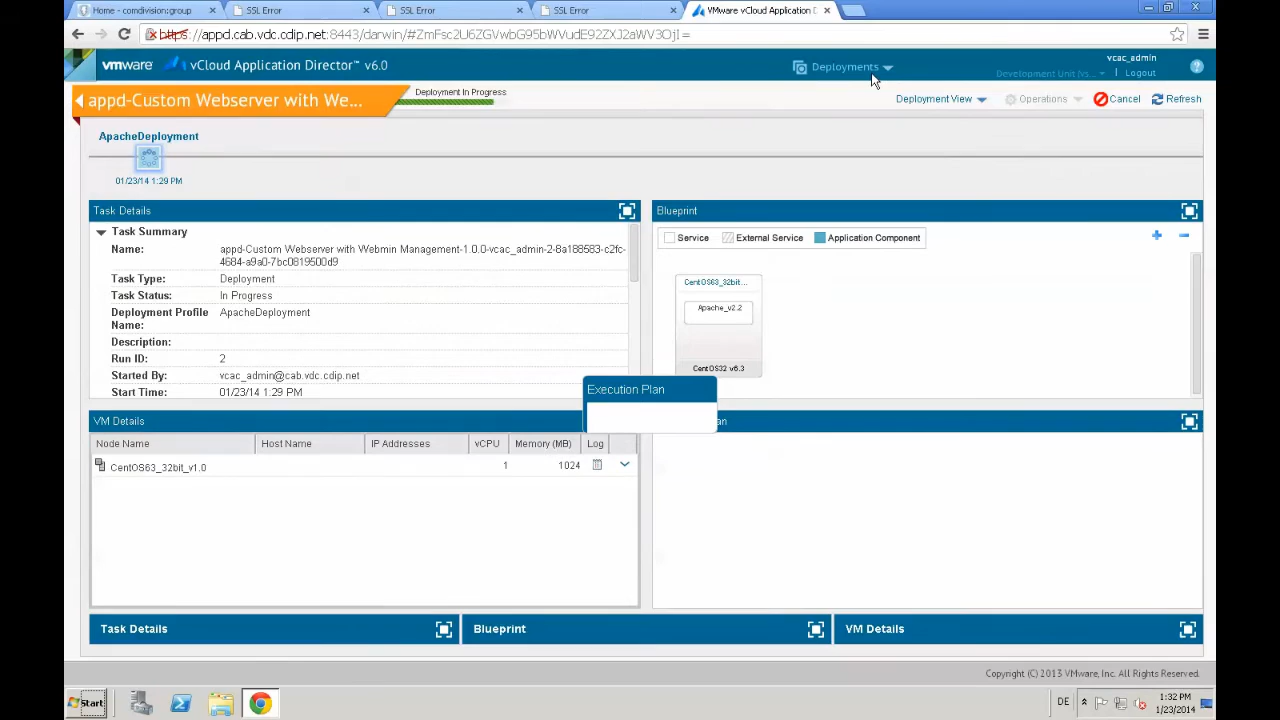 Home - comdivision:group
SSL Error
SSL Error
SSL Error
VMware vCloud Application D
https://appd.cab.vdc.cdip.net:8443/darwin/#
vmware
vCloud Application Director™ v6.0
Deployments
vcac_admin
Logout
appd-Custom Webserver with We...
Deployment In Progress
Deployment View
Operations
Cancel
Refresh
ApacheDeployment
01/23/14 1:29 PM
Task Details
Task Summary
Name:
appd-Custom Webserver with Webmin Management-1.0.0-vcac_admin-2-8a188583-c2fc-
4684-a9a0-7bc0819500d9
Task Type:
Deployment
Task Status:
In Progress
Deployment Profile
Name:
ApacheDeployment
Description:
Run ID:
2
Started By:
vcac_admin@cab.vdc.cdip.net
Start Time:
01/23/14 1:29 PM
Blueprint
Service
External Service
Application Component
CentOS63_32bit...
Apache_v2.2
CentOS32 v6.3
Execution Plan
VM Details
Node Name
Host Name
IP Addresses
vCPU
Memory (MB)
Log
CentOS63_32bit_v1.0
1
1024
Task Details
Blueprint
VM Details
Copyright (C) 2013 VMware, Inc. All Rights Reserved.
Start
DE
1:32 PM
1/23/2014